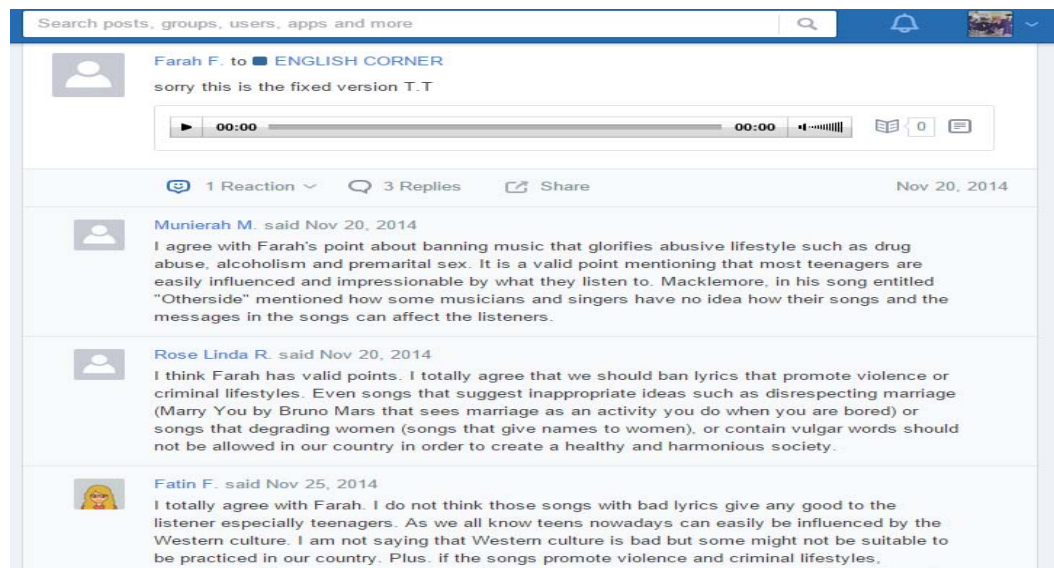 Search posts, groups, users, apps and more
Farah F. to ENGLISH CORNER
sorry this is the fixed version T.T
00:00 00:00 0
1 Reaction 3 Replies Share Nov 20, 2014
Munierah M. said Nov 20, 2014
I agree with Farah's point about banning music that glorifies abusive lifestyle such as drug
abuse, alcoholism and premarital sex. It is a valid point mentioning that most teenagers are
easily influenced and impressionable by what they listen to. Macklemore, in his song entitled
"Otherside" mentioned how some musicians and singers have no idea how their songs and the
messages in the songs can affect the listeners.
Rose Linda R. said Nov 20, 2014
I think Farah has valid points. I totally agree that we should ban lyrics that promote violence or
criminal lifestyles. Even songs that suggest inappropriate ideas such as disrespecting marriage
(Marry You by Bruno Mars that sees marriage as an activity you do when you are bored) or
songs that degrading women (songs that give names to women), or contain vulgar words should
not be allowed in our country in order to create a healthy and harmonious society.
Fatin F. said Nov 25, 2014
I totally agree with Farah. I do not think those songs with bad lyrics give any good to the
listener especially teenagers. As we all know teens nowadays can easily be influenced by the
Western culture. I am not saying that Western culture is bad but some might not be suitable to
be practiced in our country. Plus. if the songs promote violence and criminal lifestyles,